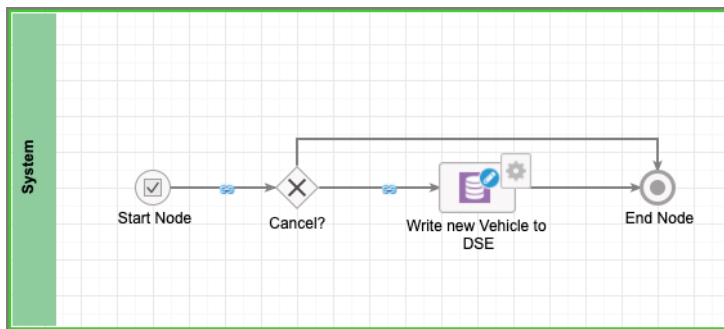 System
Start Node
Cancel?
Write new Vehicle to
DSE
End Node